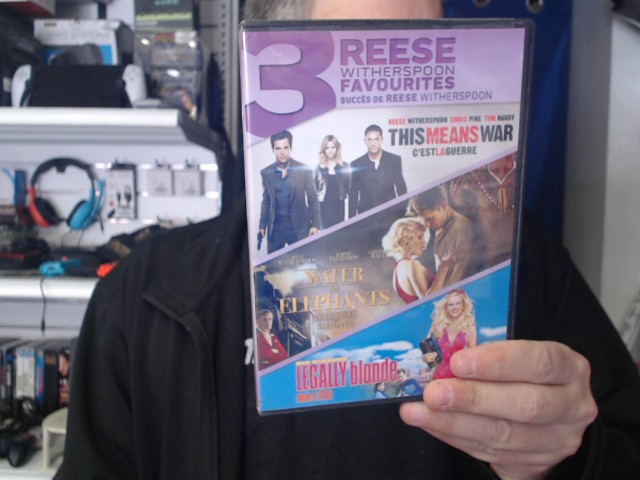 3 REESE
WITHERSPOON
FAVOURITES
SUCCÈS DE REESE WITHERSPOON
REESE WITHERSPOON CHRIS PINE TOM HARDY
THIS MEANS WAR
C'EST LA GUERRE
WATER
ELEPHANTS
LEGALLY blonde